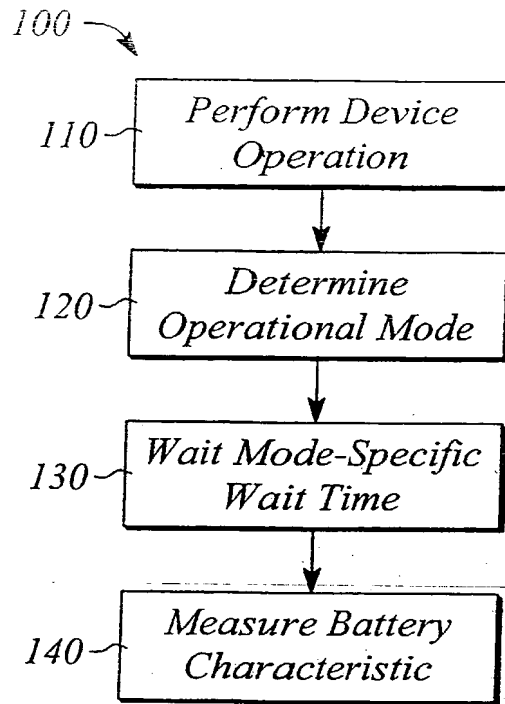 100
110
Perform Device
Operation
120
Determine
Operational Mode
130
Wait Mode-Specific
Wait Time
140
Measure Battery
Characteristic